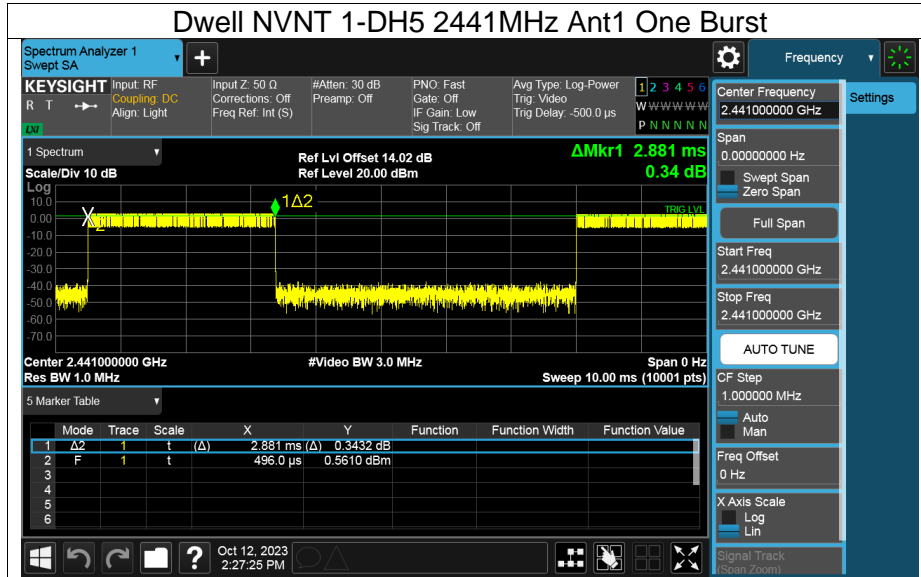 Dwell NVNT 1-DH5 2441MHz Ant1 One Burst
Spectrum Analyzer 1
Swept SA
+
Frequency
KEYSIGHT Input: RF Input Z: 50 Ω #Atten: 30 dB PNO: Fast Avg Type: Log-Power 1 2 3 4 5 6
R T Coupling: DC Corrections: Off Preamp: Off Gate: Off Trig: Video W W W W W W
Align: Light Freq Ref: Int (S) IF Gain: Low Trig Delay: -500.0 µs
LXI Sig Track: Off P N N N N N
Center Frequency
2.441000000 GHz
Settings
1 Spectrum
Ref Lvl Offset 14.02 dB ΔMkr1 2.881 ms
Scale/Div 10 dB Ref Level 20.00 dBm 0.34 dB
Log
10.0
0.00
-10.0
-20.0
-30.0
-40.0
-50.0
-60.0
-70.0
X2
1Δ2
TRIG LVL
Center 2.441000000 GHz #Video BW 3.0 MHz Span 0 Hz
Res BW 1.0 MHz Sweep 10.00 ms (10001 pts)
Span
0.00000000 Hz
Swept Span
Zero Span
Full Span
Start Freq
2.441000000 GHz
Stop Freq
2.441000000 GHz
AUTO TUNE
CF Step
1.000000 MHz
Auto
Man
Freq Offset
0 Hz
X Axis Scale
Log
Lin
Signal Track
(Span Zoom)
5 Marker Table
Mode Trace Scale X Y Function Function Width Function Value
1 Δ2 1 t (Δ) 2.881 ms (Δ) 0.3432 dB
2 F 1 t 496.0 µs 0.5610 dBm
3
4
5
6
? Oct 12, 2023
2:27:25 PM